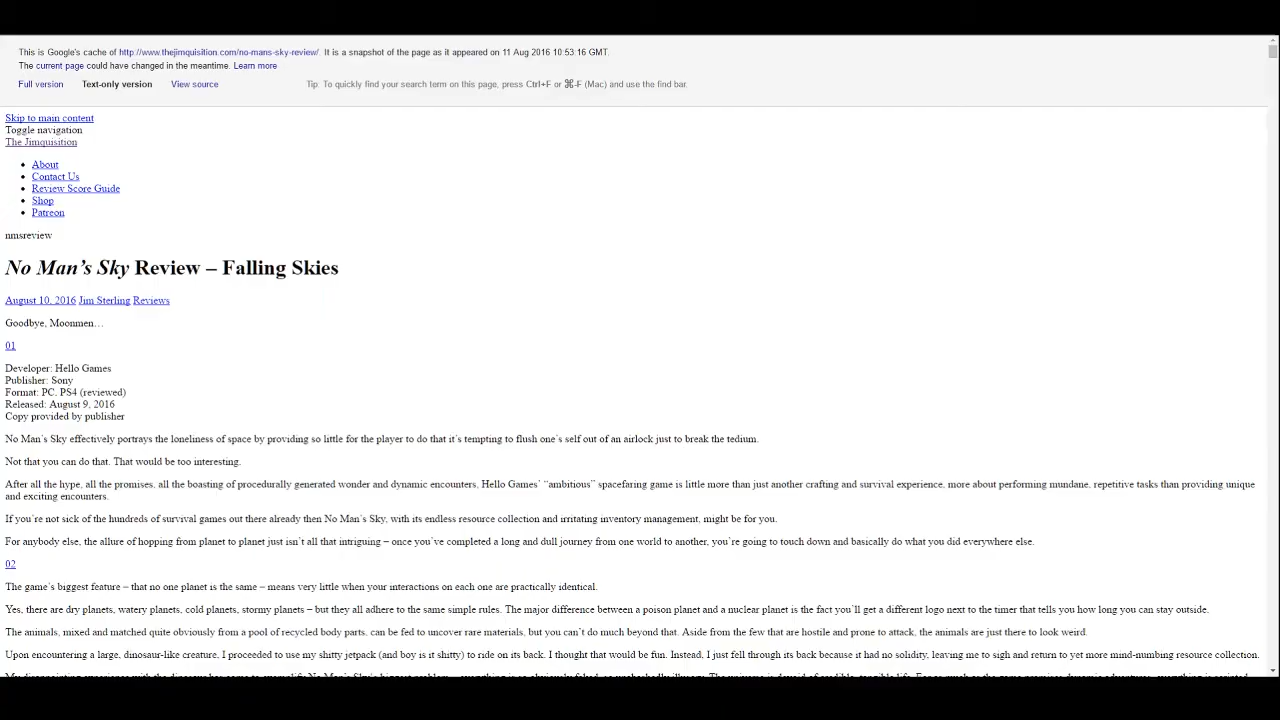 This is Google's cache of http://www.thejimquisition.com/no-mans-sky-review/. It is a snapshot of the page as it appeared on 11 Aug 2016 10:53:16 GMT.
The current page could have changed in the meantime. Learn more
Full version Text-only version View source Tip: To quickly find your search term on this page, press Ctrl+F or ⌘-F (Mac) and use the find bar.
Skip to main content
Toggle navigation
The Jimquisition
• About
• Contact Us
• Review Score Guide
• Shop
• Patreon
nmsreview
No Man's Sky Review – Falling Skies
August 10, 2016 Jim Sterling Reviews
Goodbye, Moonmen…
01
Developer: Hello Games
Publisher: Sony
Format: PC, PS4 (reviewed)
Released: August 9, 2016
Copy provided by publisher
No Man's Sky effectively portrays the loneliness of space by providing so little for the player to do that it's tempting to flush one's self out of an airlock just to break the tedium.
Not that you can do that. That would be too interesting.
After all the hype, all the promises, all the boasting of procedurally generated wonder and dynamic encounters, Hello Games' "ambitious" spacefaring game is little more than just another crafting and survival experience, more about performing mundane, repetitive tasks than providing unique
and exciting encounters.
If you're not sick of the hundreds of survival games out there already then No Man's Sky, with its endless resource collection and irritating inventory management, might be for you.
For anybody else, the allure of hopping from planet to planet just isn't all that intriguing – once you've completed a long and dull journey from one world to another, you're going to touch down and basically do what you did everywhere else.
02
The game's biggest feature – that no one planet is the same – means very little when your interactions on each one are practically identical.
Yes, there are dry planets, watery planets, cold planets, stormy planets – but they all adhere to the same simple rules. The major difference between a poison planet and a nuclear planet is the fact you'll get a different logo next to the timer that tells you how long you can stay outside.
The animals, mixed and matched quite obviously from a pool of recycled body parts, can be fed to uncover rare materials, but you can't do much beyond that. Aside from the few that are hostile and prone to attack, the animals are just there to look weird.
Upon encountering a large, dinosaur-like creature, I proceeded to use my shitty jetpack (and boy is it shitty) to ride on its back. I thought that would be fun. Instead, I just fell through its back because it had no solidity, leaving me to sigh and return to yet more mind-numbing resource collection.